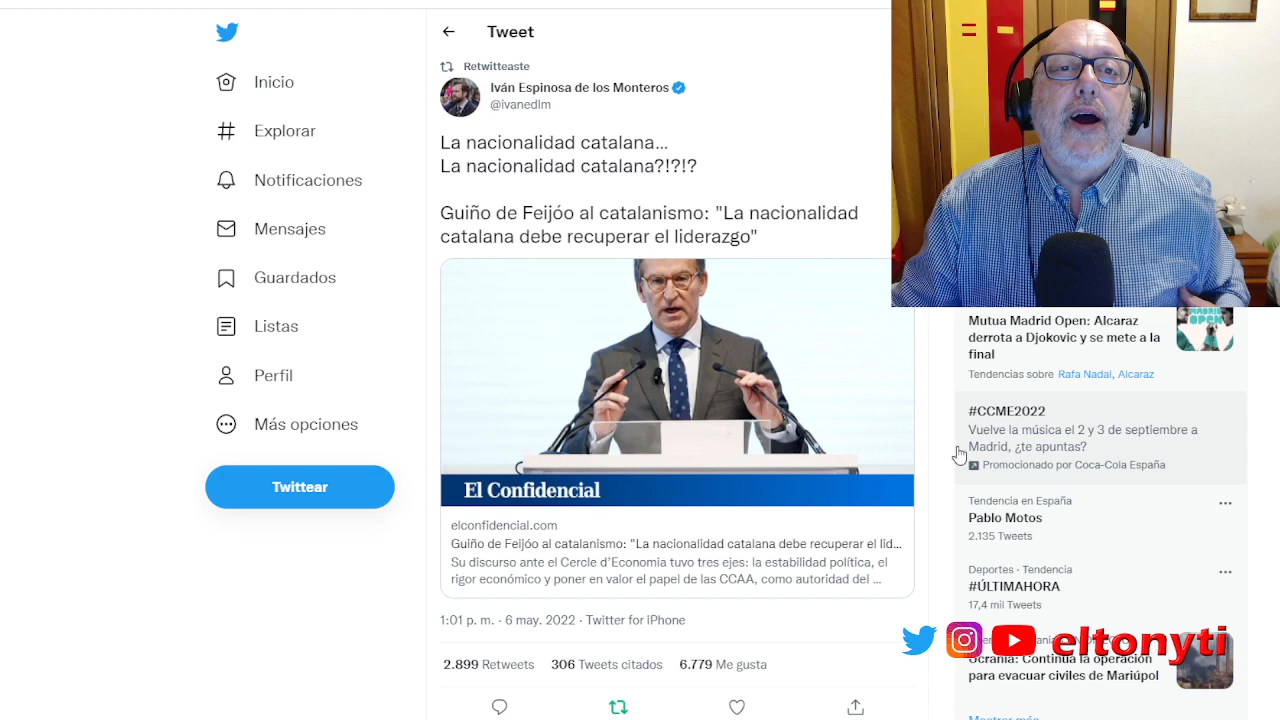 Inicio
Explorar
Notificaciones
Mensajes
Guardados
Listas
Perfil
Más opciones
Twittear
Tweet
Retwitteaste
Iván Espinosa de los Monteros
@ivanedlm
La nacionalidad catalana...
La nacionalidad catalana?!?!?
Guiño de Feijóo al catalanismo: "La nacionalidad
catalana debe recuperar el liderazgo"
El Confidencial
elconfidencial.com
Guiño de Feijóo al catalanismo: "La nacionalidad catalana debe recuperar el lid...
Su discurso ante el Cercle d'Economia tuvo tres ejes: la estabilidad política, el
rigor económico y poner en valor el papel de las CCAA, como autoridad del ...
1:01 p. m. · 6 may. 2022 · Twitter for iPhone
2.899 Retweets 306 Tweets citados 6.779 Me gusta
Mutua Madrid Open: Alcaraz
derrota a Djokovic y se mete a la
final
Tendencias sobre Rafa Nadal, Alcaraz
MADRID
OPEN
#CCME2022
Vuelve la música el 2 y 3 de septiembre a
Madrid, ¿te apuntas?
Promocionado por Coca-Cola España
Tendencia en España
Pablo Motos
2.135 Tweets
Deportes · Tendencia
#ÚLTIMAHORA
17,4 mil Tweets
eltonyti
Ucrania: Continúa la operación
para evacuar civiles de Mariúpol